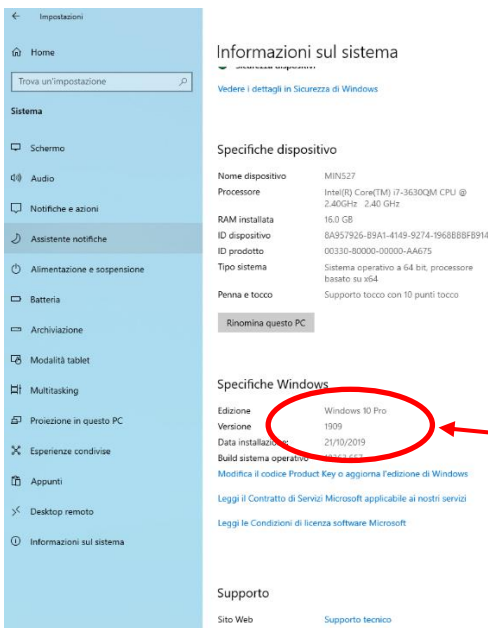 Impostazioni
Home
Trova un'impostazione
Sistema
Schermo
Audio
Notifiche e azioni
Assistente notifiche
Alimentazione e sospensione
Batteria
Archiviazione
Modalità tablet
Multitasking
Proiezione in questo PC
Esperienze condivise
Appunti
Desktop remoto
Informazioni sul sistema
Informazioni sul sistema
Vedere i dettagli in Sicurezza di Windows
Specifiche dispositivo
Nome dispositivo MIN527
Processore Intel(R) Core(TM) i7-3630QM CPU @
2.40GHz 2.40 GHz
RAM installata 16.0 GB
ID dispositivo
ID prodotto 00330-80000-00000-AA675
Tipo sistema Sistema operativo a 64 bit, processore
basato su x64
Penna e tocco Supporto tocco con 10 punti tocco
Rinomina questo PC
Specifiche Windows
Edizione Windows 10 Pro
Versione 1909
Data installazione: 21/10/2019
Build sistema operativo
Modifica il codice Product Key o aggiorna l'edizione di Windows
Leggi il Contratto di Servizi Microsoft applicabile ai nostri servizi
Leggi le Condizioni di licenza software Microsoft
Supporto
Sito Web Supporto tecnico